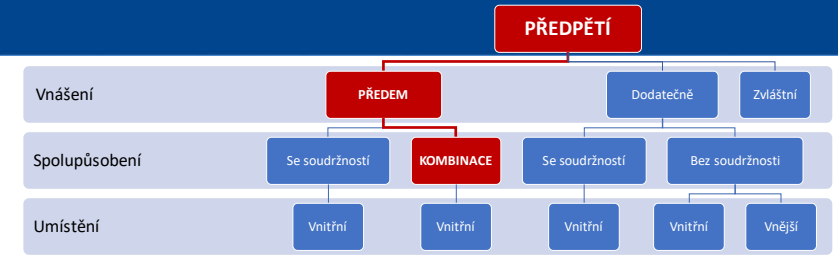 PŘEDPĚTÍ
Vnášení
PŘEDEM
Dodatečně
Zvláštní
Spolupůsobení
Se soudržností
KOMBINACE
Se soudržností
Bez soudržnosti
Umístění
Vnitřní
Vnitřní
Vnitřní
Vnitřní
Vnější